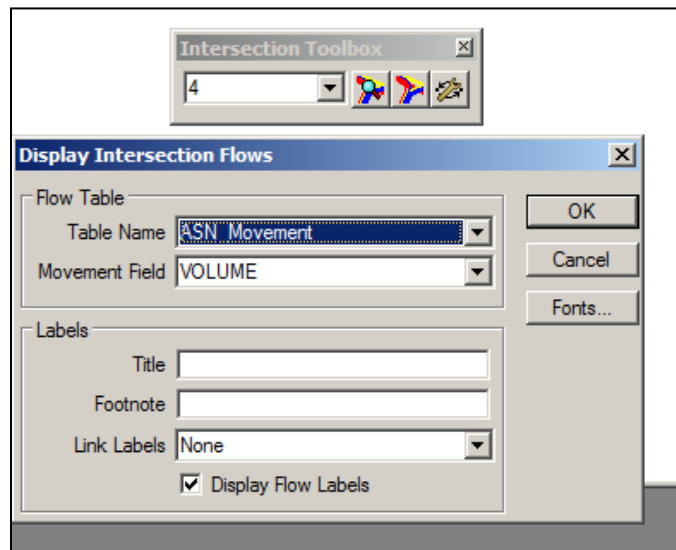 Intersection Toolbox
4
Display Intersection Flows
Flow Table
Table Name ASN_Movement
Movement Field VOLUME
OK
Cancel
Fonts...
Labels
Title
Footnote
Link Labels None
Display Flow Labels